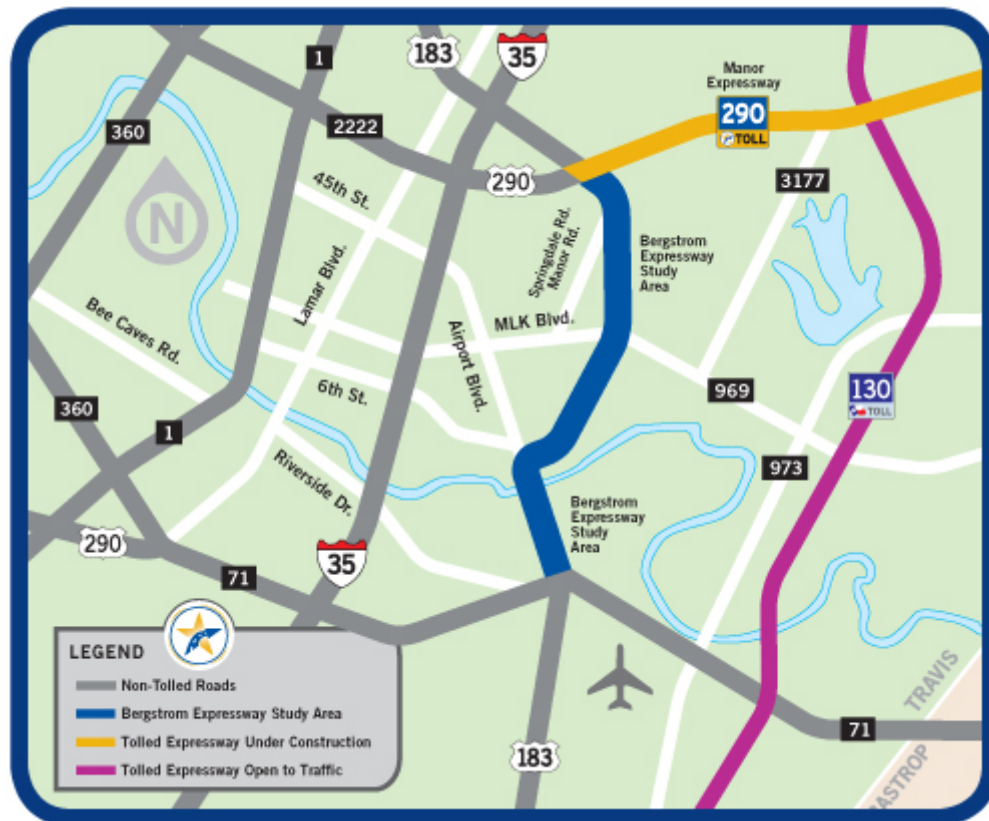 1
183
35
Manor
Expressway
290
TOLL
360
2222
290
3177
45th St.
Springdale Rd.
Manor Rd.
Bergstrom
Expressway
Study
Area
N
Lamar Blvd.
Bee Caves Rd.
Airport Blvd.
MLK Blvd.
6th St.
969
130
TOLL
360
1
973
Riverside Dr.
Bergstrom
Expressway
Study
Area
290
35
71
LEGEND
Non-Tolled Roads
Bergstrom Expressway Study Area
Tolled Expressway Under Construction
Tolled Expressway Open to Traffic
183
71
TRAVIS
BASTROP